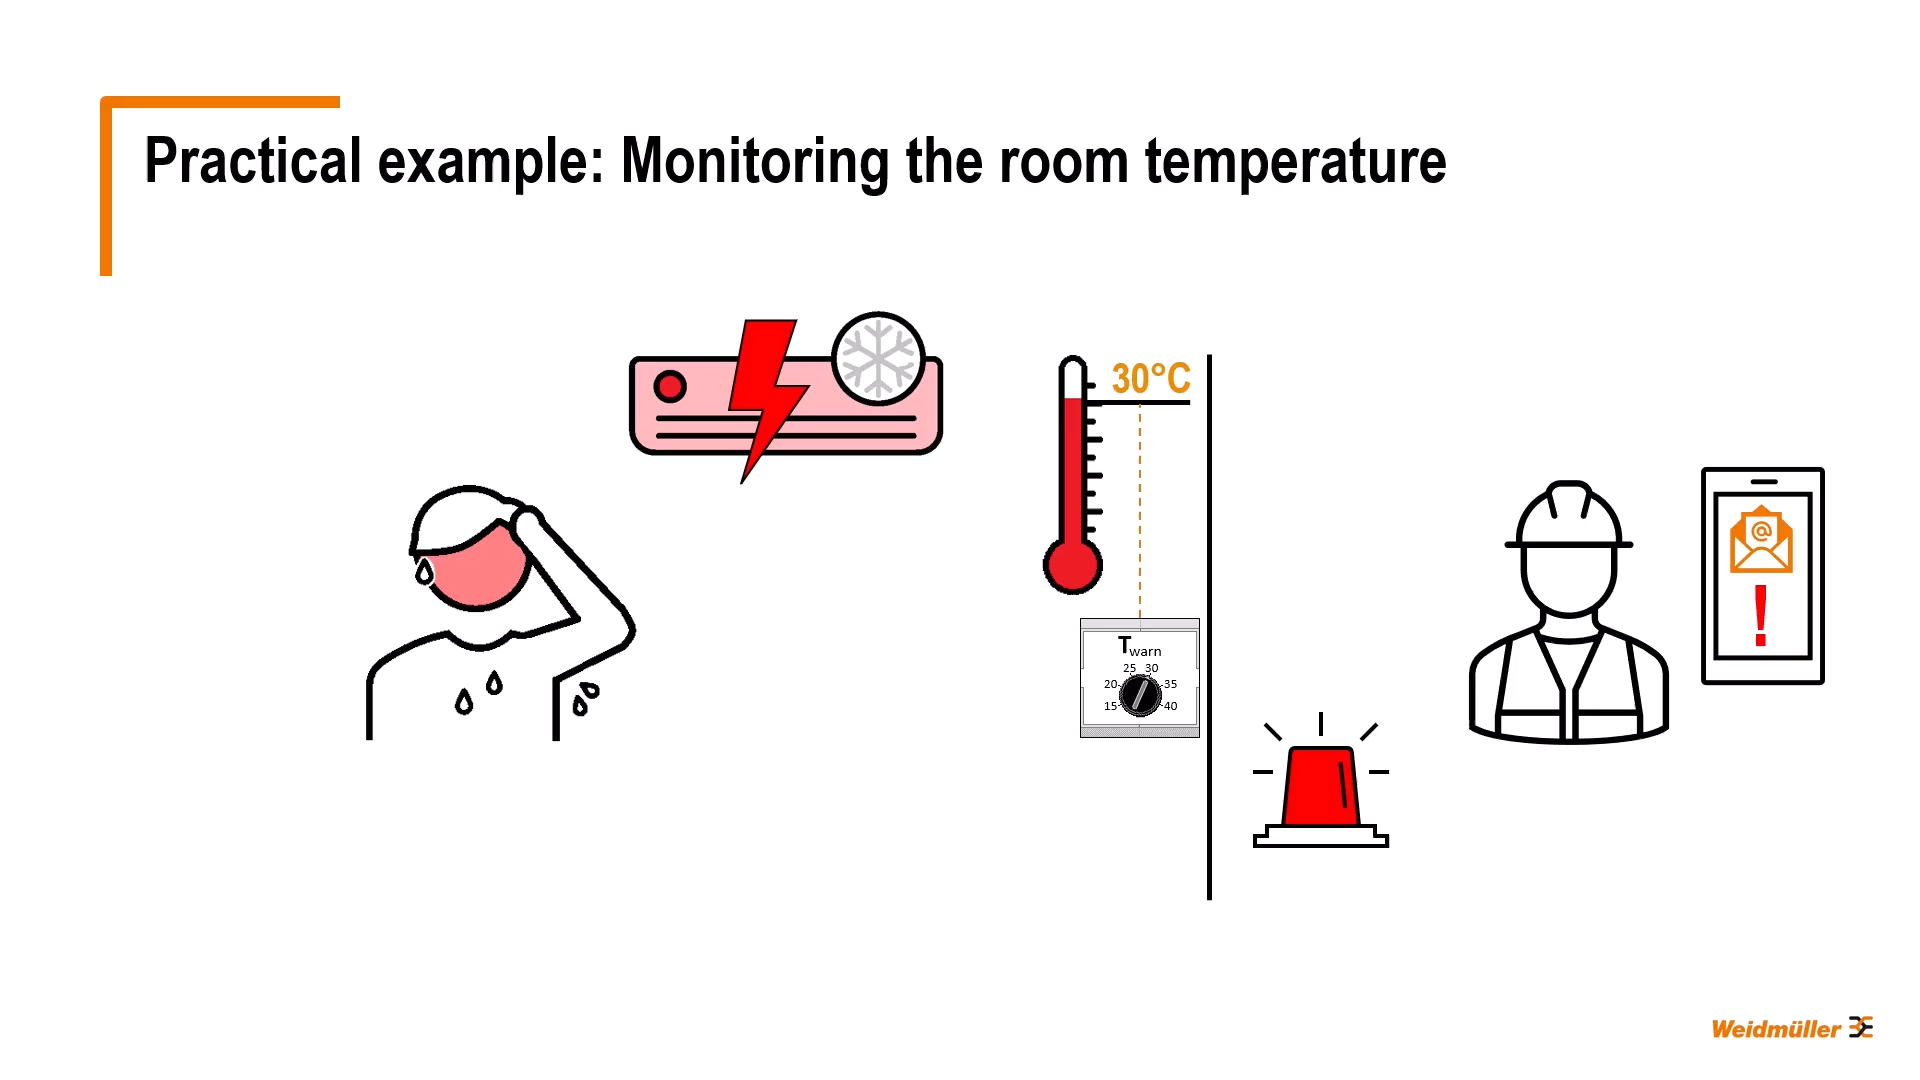 Practical example: Monitoring the room temperature
30°C
@
!
Twarn
25 30
20 35
15 40
Weidmüller